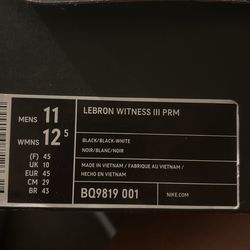 MENS 11
WMNS 12.5
(F) 45
UK 10
EUR 45
CM 29
BR 43
LEBRON WITNESS III PRM
BLACK/BLACK-WHITE
NOIR/BLANC/NOIR
MADE IN VIETNAM / FABRIQUE AU VIETNAM /
HECHO EN VIETNAM
BQ9819 001
NIKE.COM